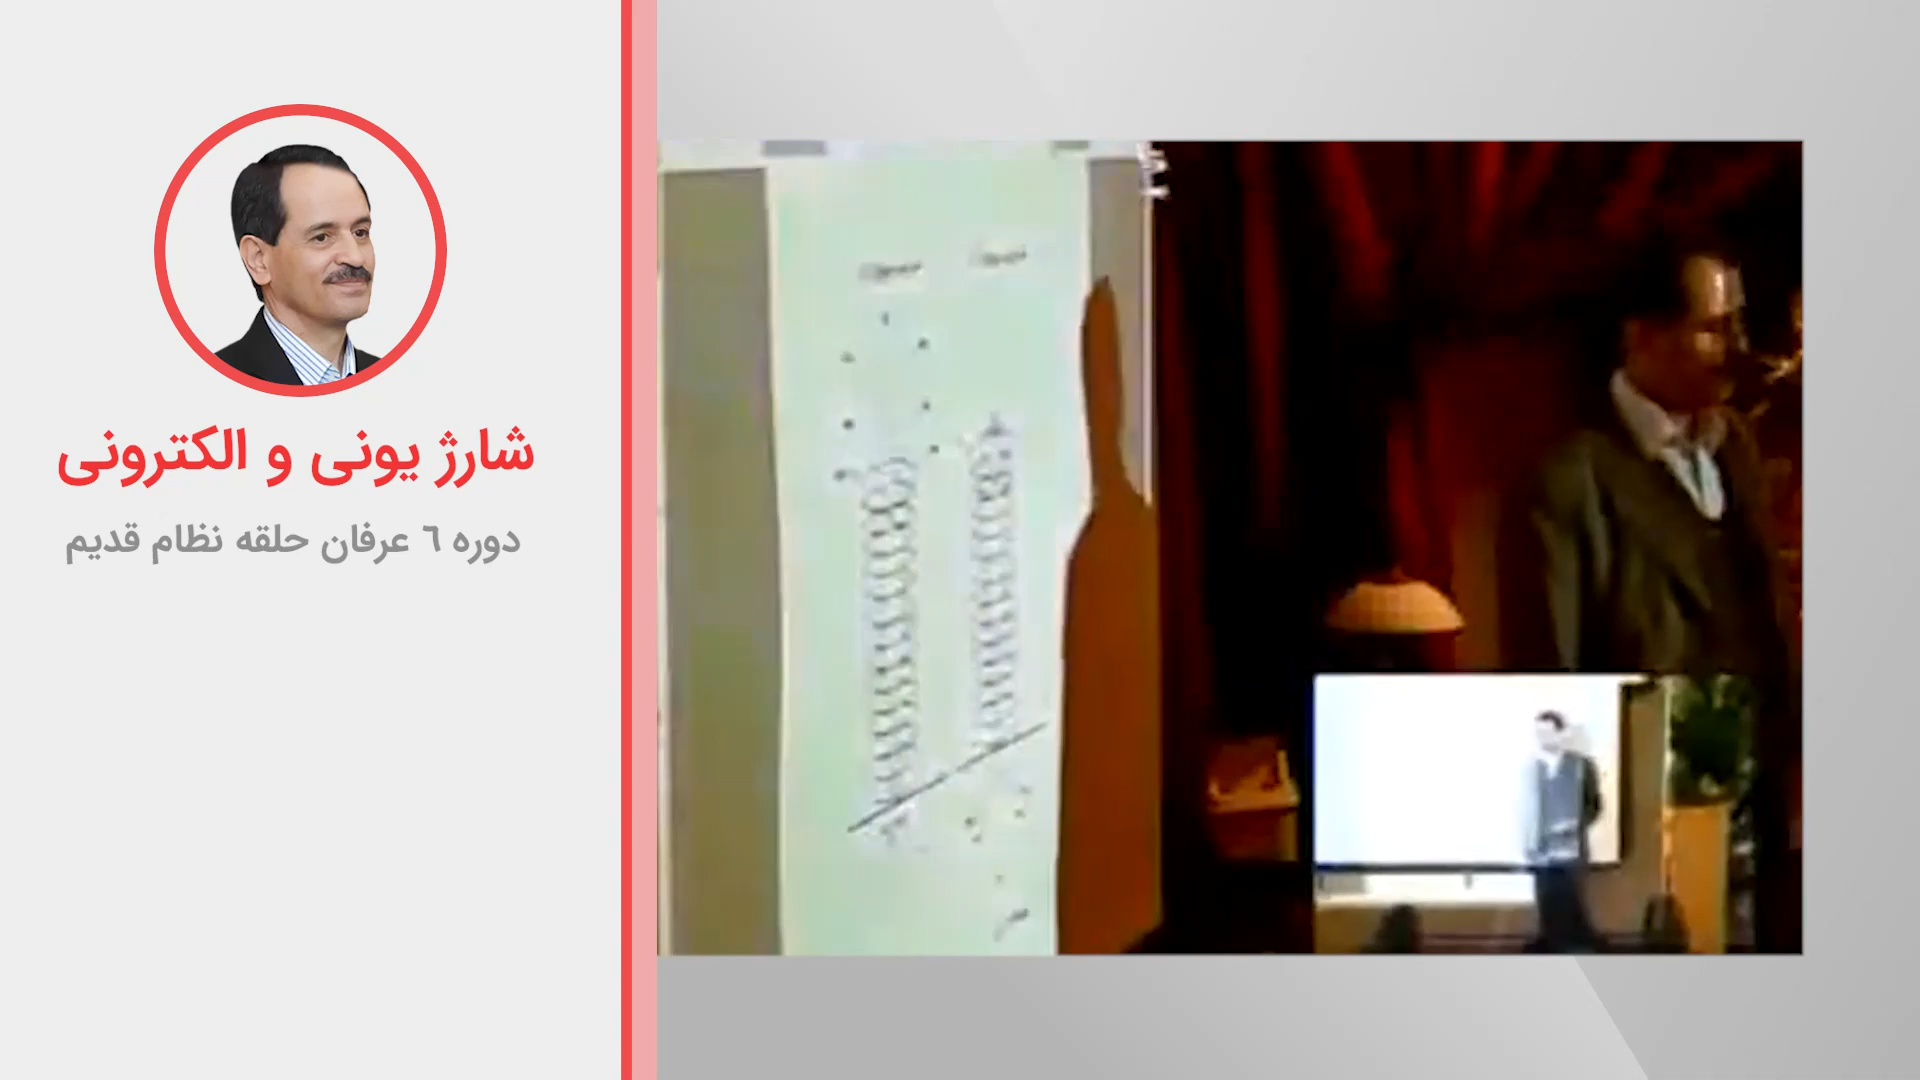 شارژ یونی و الکترونی
دوره ٦ عرفان حلقه نظام قدیم